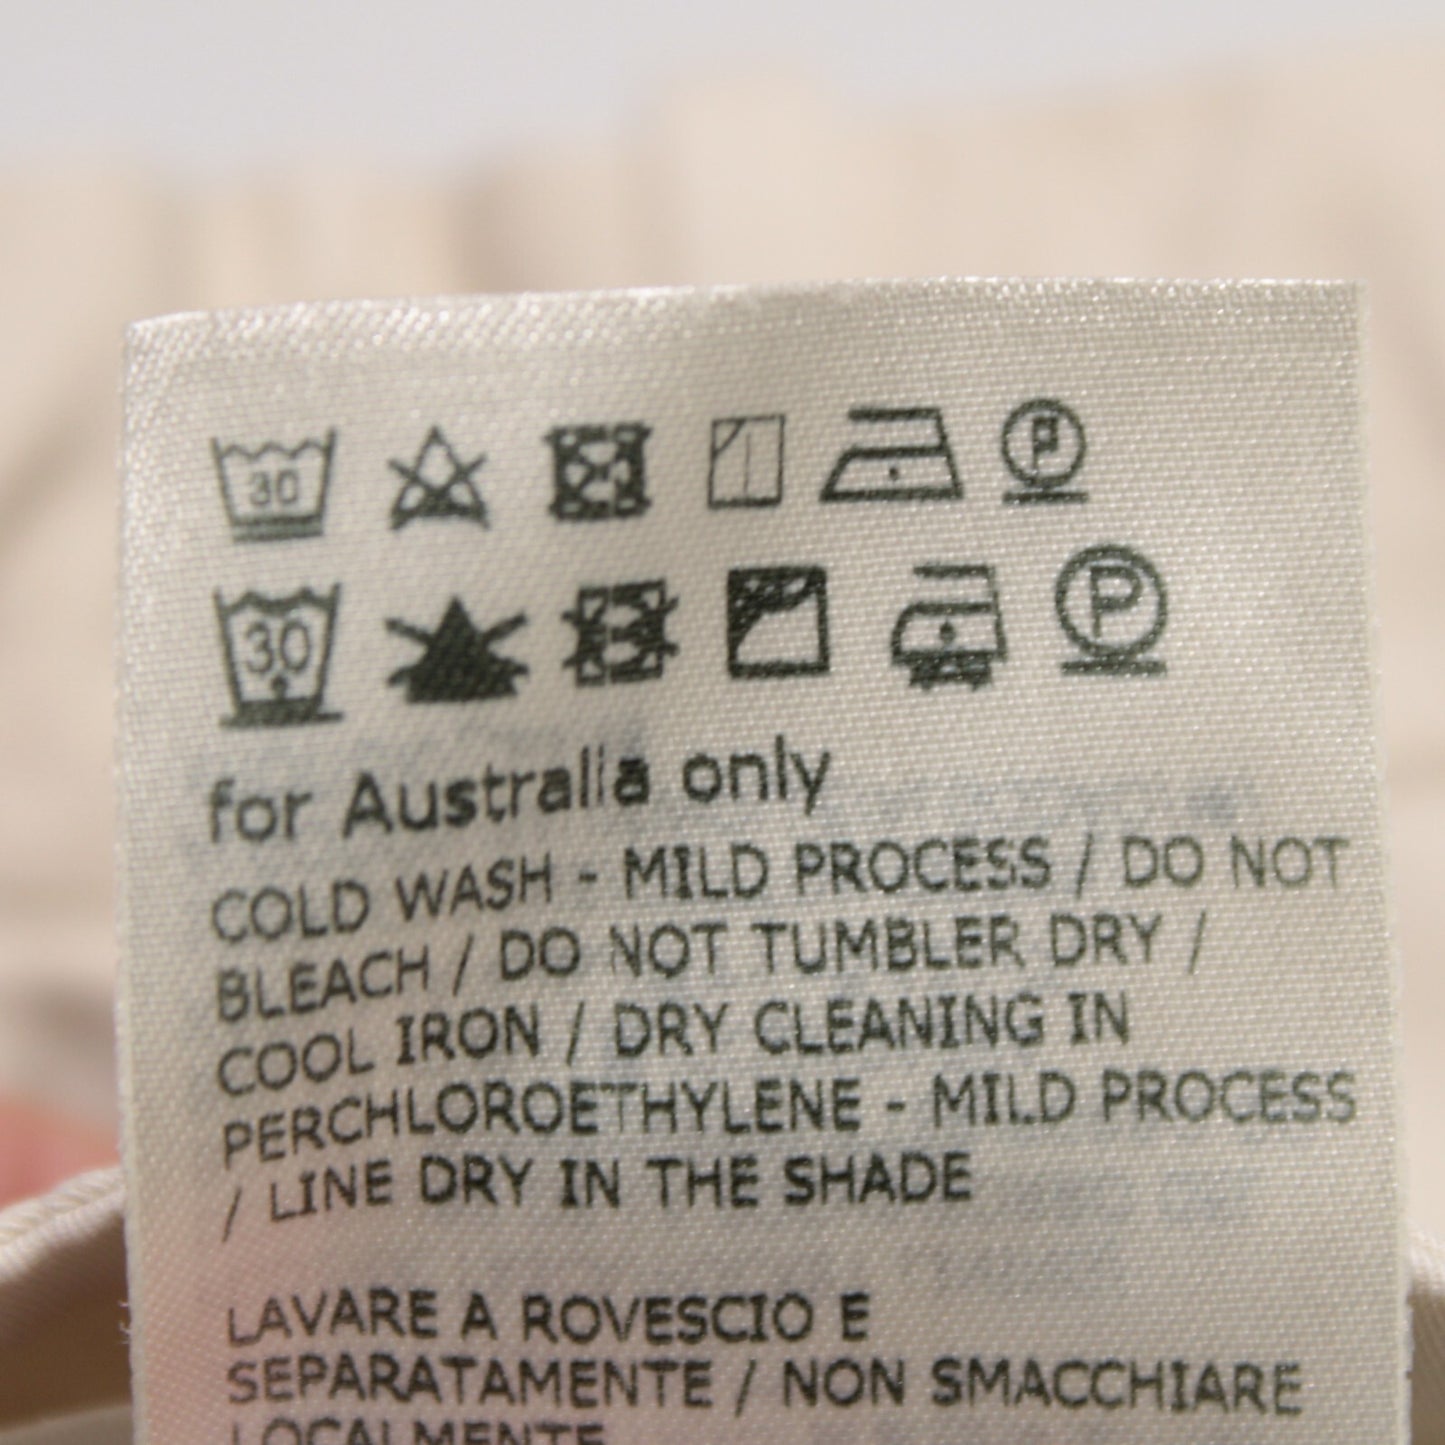 30 P
30 P
for Australia only
COLD WASH - MILD PROCESS / DO NOT
BLEACH / DO NOT TUMBLER DRY /
COOL IRON / DRY CLEANING IN
PERCHLOROETHYLENE - MILD PROCESS
/ LINE DRY IN THE SHADE
LAVARE A ROVESCIO E
SEPARATAMENTE / NON SMACCHIARE
LOCALMENTE